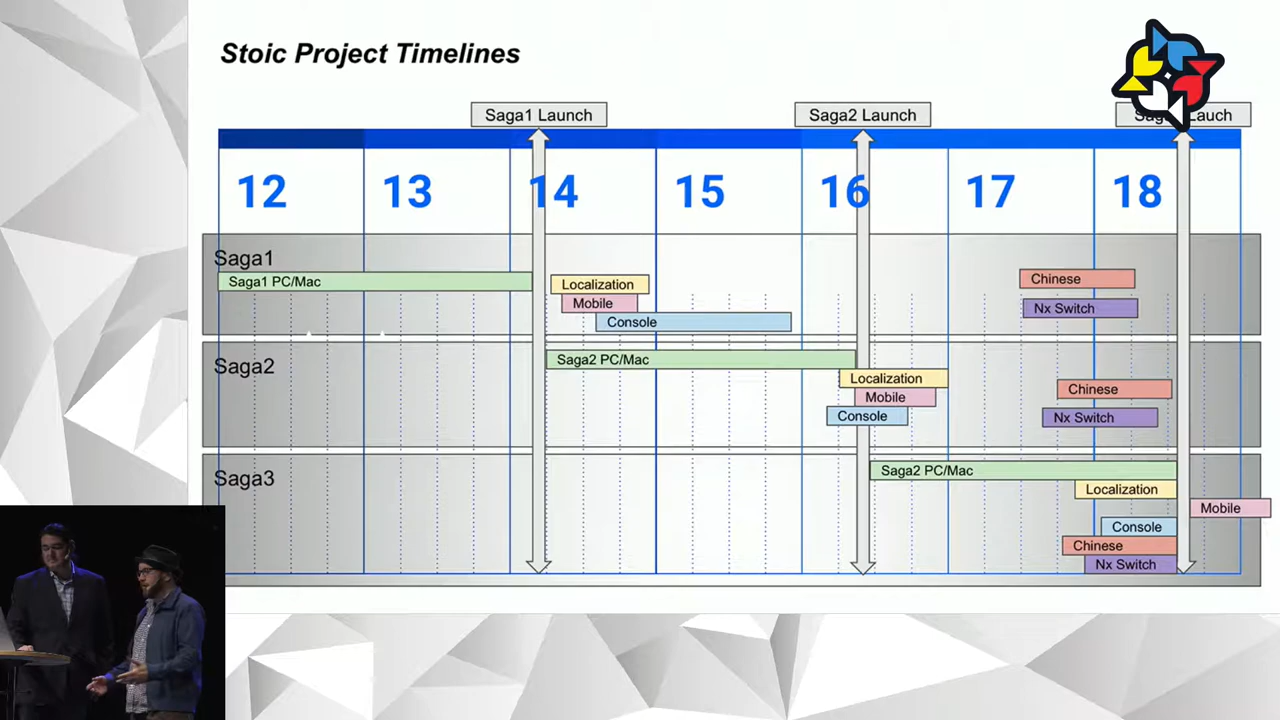 Stoic Project Timelines
Saga1 Launch
Saga2 Launch
Lauch
12
13
14
15
16
17
18
Saga1
Saga1 PC/Mac
Localization
Mobile
Console
Chinese
Nx Switch
Saga2
Saga2 PC/Mac
Localization
Mobile
Console
Chinese
Nx Switch
Saga3
Saga2 PC/Mac
Localization
Mobile
Console
Chinese
Nx Switch